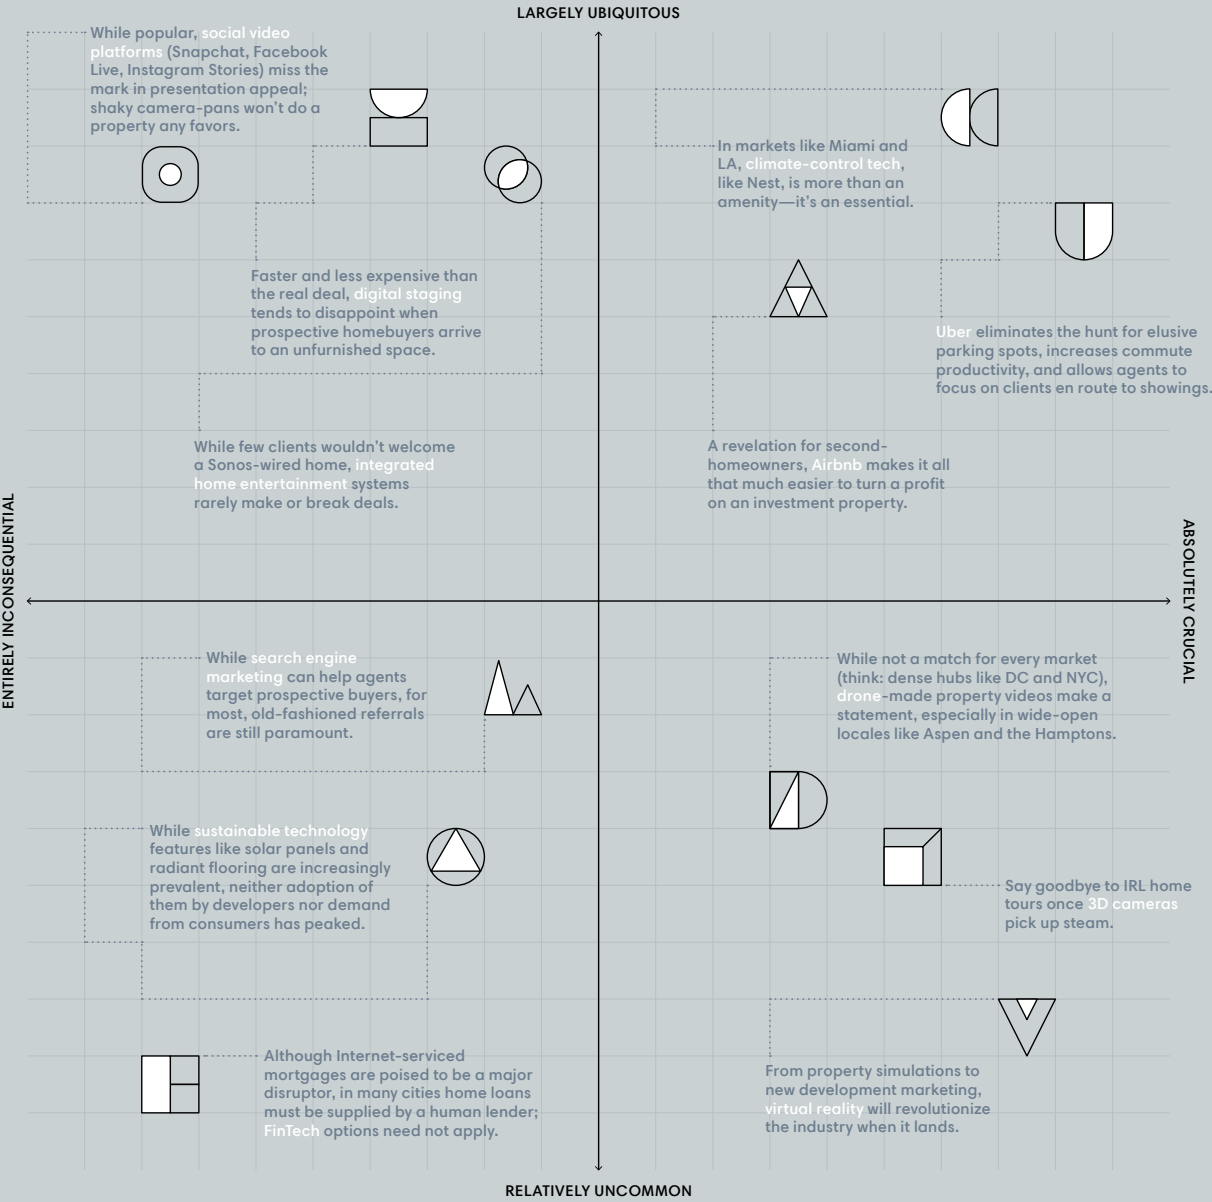 LARGELY UBIQUITOUS
While popular, social video
platforms (Snapchat, Facebook
Live, Instagram Stories) miss the
mark in presentation appeal;
shaky camera-pans won't do a
property any favors.
In markets like Miami and
LA, climate-control tech,
like Nest, is more than an
amenity—it's an essential.
Faster and less expensive than
the real deal, digital staging
tends to disappoint when
prospective homebuyers arrive
to an unfurnished space.
Uber eliminates the hunt for elusive
parking spots, increases commute
productivity, and allows agents to
focus on clients en route to showings.
While few clients wouldn't welcome
a Sonos-wired home, integrated
home entertainment systems
rarely make or break deals.
A revelation for second-
homeowners, Airbnb makes it all
that much easier to turn a profit
on an investment property.
ENTIRELY INCONSEQUENTIAL
ABSOLUTELY CRUCIAL
While search engine
marketing can help agents
target prospective buyers, for
most, old-fashioned referrals
are still paramount.
While not a match for every market
(think: dense hubs like DC and NYC),
drone-made property videos make a
statement, especially in wide-open
locales like Aspen and the Hamptons.
While sustainable technology
features like solar panels and
radiant flooring are increasingly
prevalent, neither adoption of
them by developers nor demand
from consumers has peaked.
Say goodbye to IRL home
tours once 3D cameras
pick up steam.
Although Internet-serviced
mortgages are poised to be a major
disruptor, in many cities home loans
must be supplied by a human lender;
FinTech options need not apply.
From property simulations to
new development marketing,
virtual reality will revolutionize
the industry when it lands.
RELATIVELY UNCOMMON